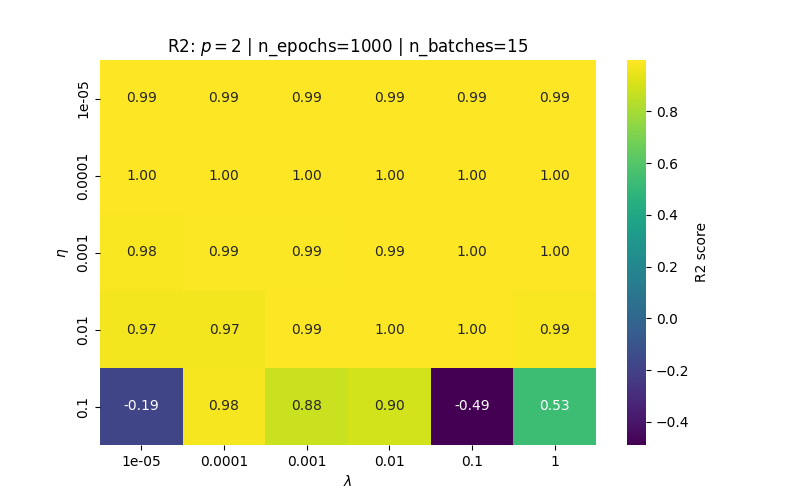 R2: p = 2 | n_epochs=1000 | n_batches=15
1e-05 0.99 0.99 0.99 0.99 0.99 0.99
0.0001 1.00 1.00 1.00 1.00 1.00 1.00
0.001 0.98 0.99 0.99 0.99 1.00 1.00
0.01 0.97 0.97 0.99 1.00 1.00 0.99
0.1 -0.19 0.98 0.88 0.90 -0.49 0.53
η
1e-05 0.0001 0.001 0.01 0.1 1
λ
0.8
0.6
0.4
0.2
0.0
−0.2
−0.4
R2 score